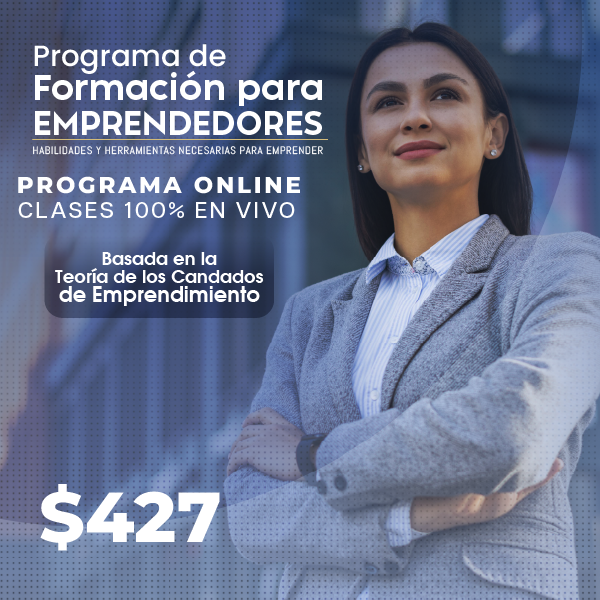 Programa de
Formación para
EMPRENDEDORES
HABILIDADES Y HERRAMIENTAS NECESARIAS PARA EMPRENDER
PROGRAMA ONLINE
CLASES 100% EN VIVO
Basada en la
Teoría de los Candados
de Emprendimiento
$427